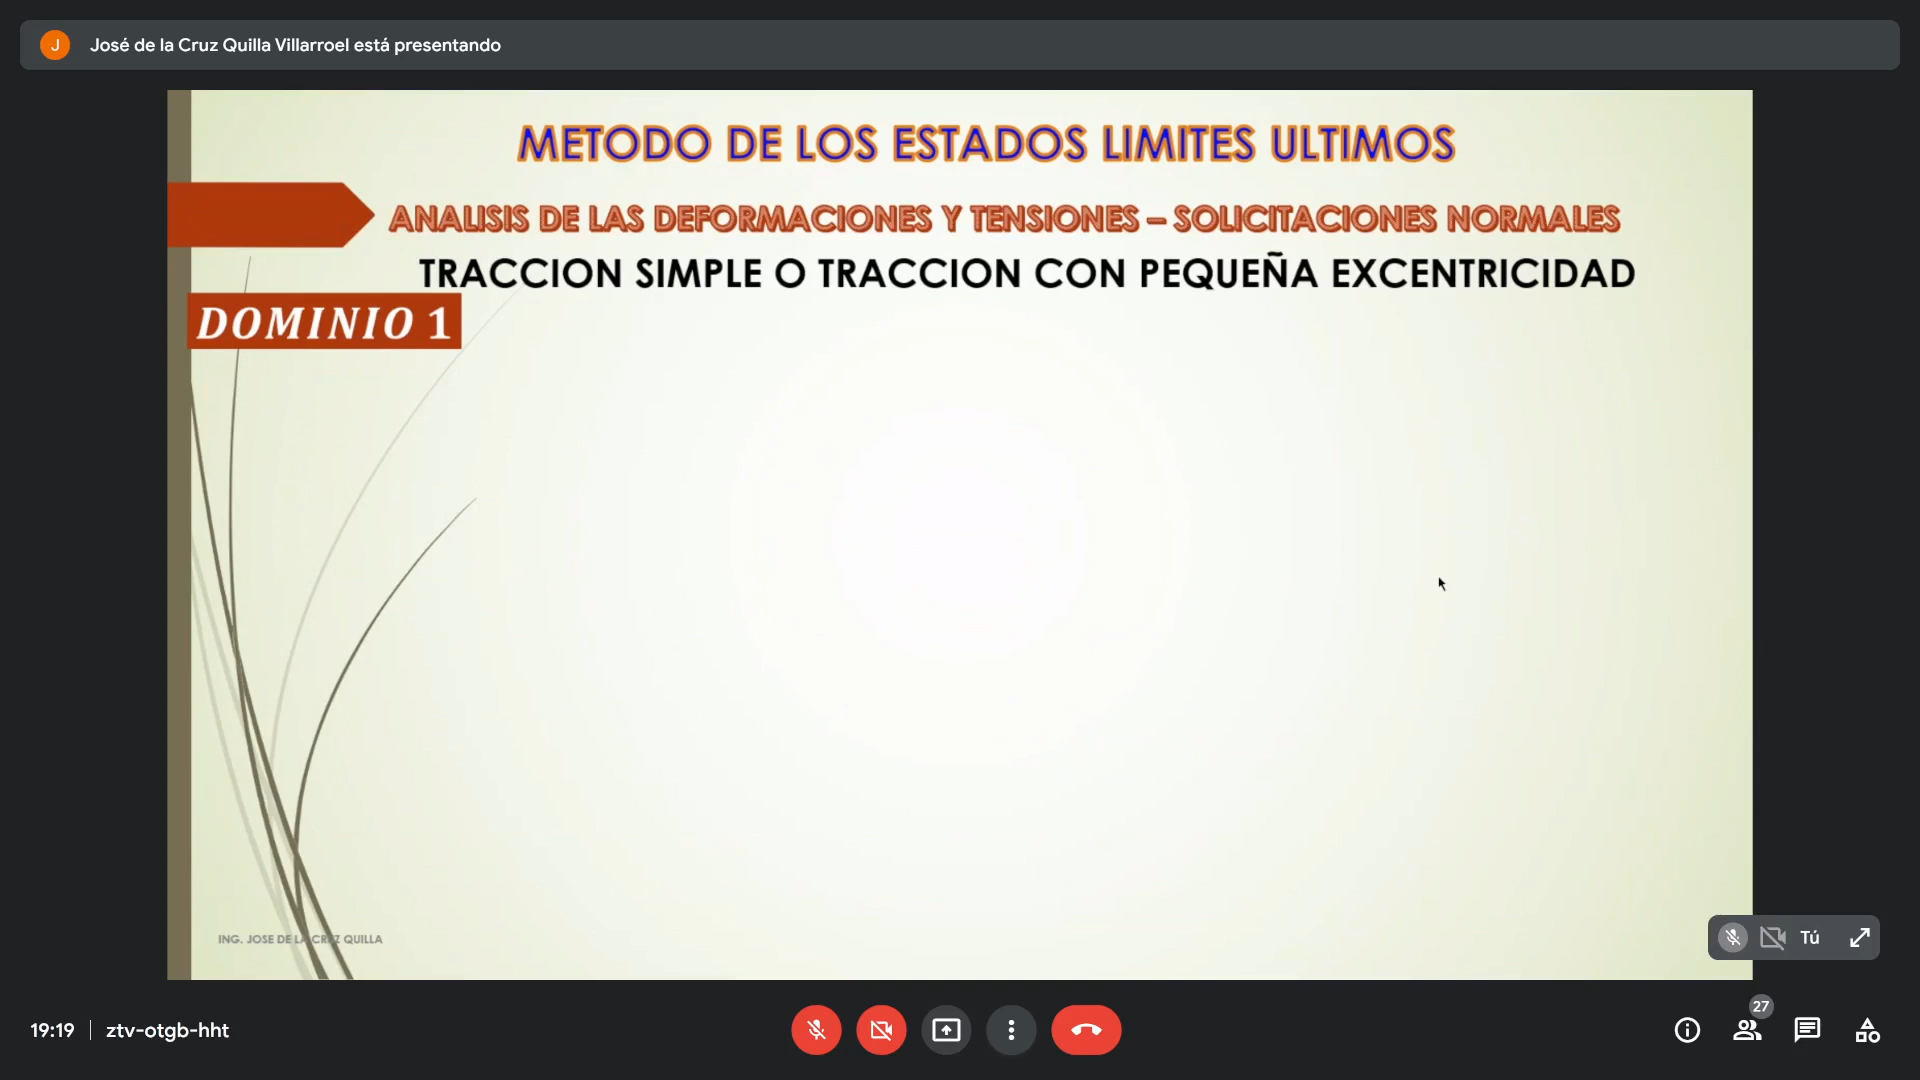 J
José de la Cruz Quilla Villarroel está presentando
METODO DE LOS ESTADOS LIMITES ULTIMOS
ANALISIS DE LAS DEFORMACIONES Y TENSIONES – SOLICITACIONES NORMALES
TRACCION SIMPLE O TRACCION CON PEQUEÑA EXCENTRICIDAD
DOMINIO 1
ING. JOSE DE LA CRUZ QUILLA
Tú
19:19 | ztv-otgb-hht
27